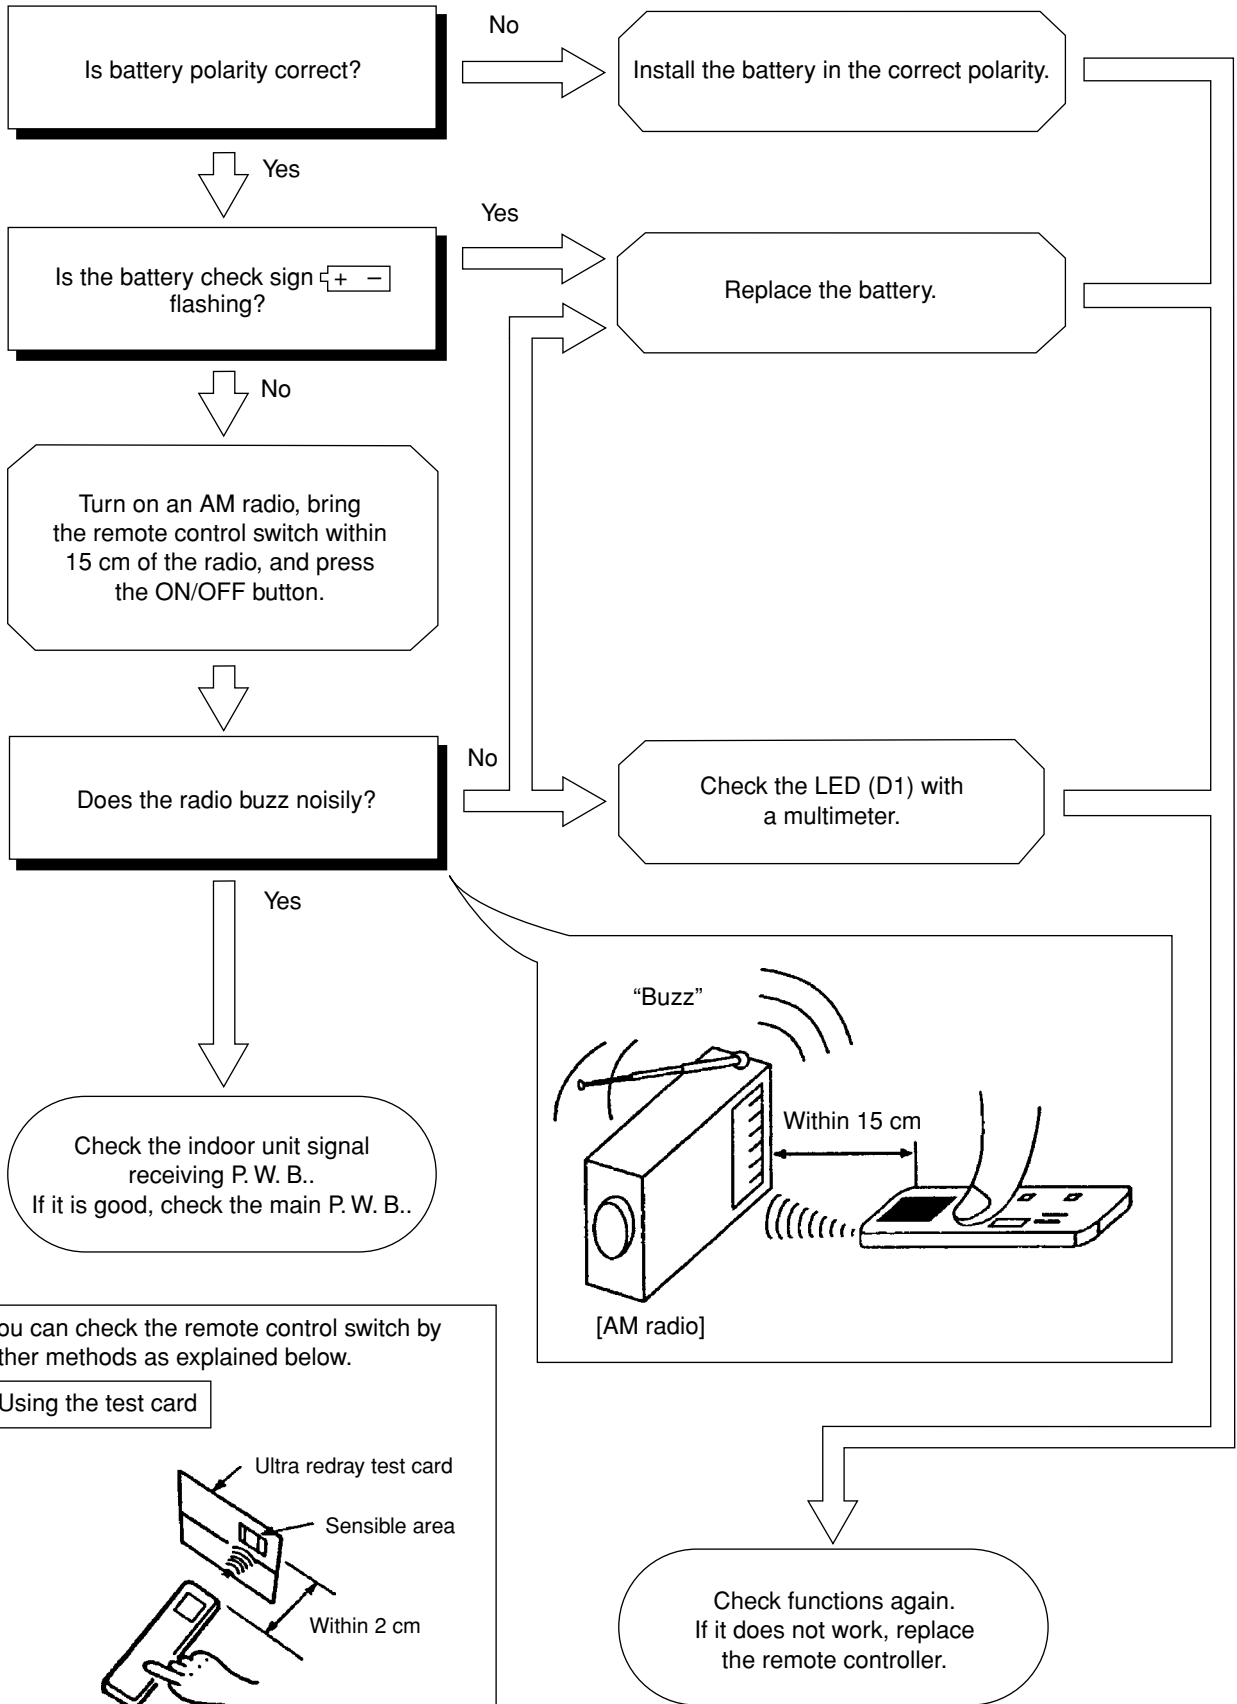 Is battery polarity correct?
No
Install the battery in the correct polarity.
Yes
Is the battery check sign + −
flashing?
Yes
Replace the battery.
No
Turn on an AM radio, bring
the remote control switch within
15 cm of the radio, and press
the ON/OFF button.
Does the radio buzz noisily?
No
Check the LED (D1) with
a multimeter.
Yes
“Buzz”
Within 15 cm
[AM radio]
Check the indoor unit signal
receiving P. W. B..
If it is good, check the main P. W. B..
ou can check the remote control switch by
ther methods as explained below.
Using the test card
Ultra redray test card
Sensible area
Within 2 cm
Check functions again.
If it does not work, replace
the remote controller.